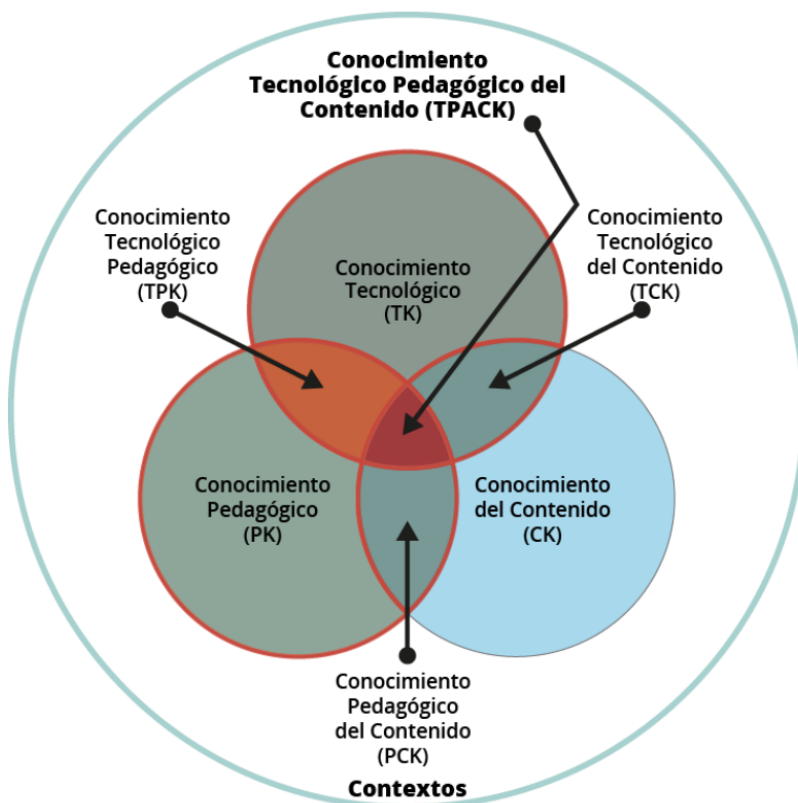 Conocimiento
Tecnológico Pedagógico del
Contenido (TPACK)
Conocimiento
Tecnológico
Pedagógico
(TPK)
Conocimiento
Tecnológico
(TK)
Conocimiento
Tecnológico
del Contenido
(TCK)
Conocimiento
Pedagógico
(PK)
Conocimiento
del Contenido
(CK)
Conocimiento
Pedagógico
del Contenido
(PCK)
Contextos